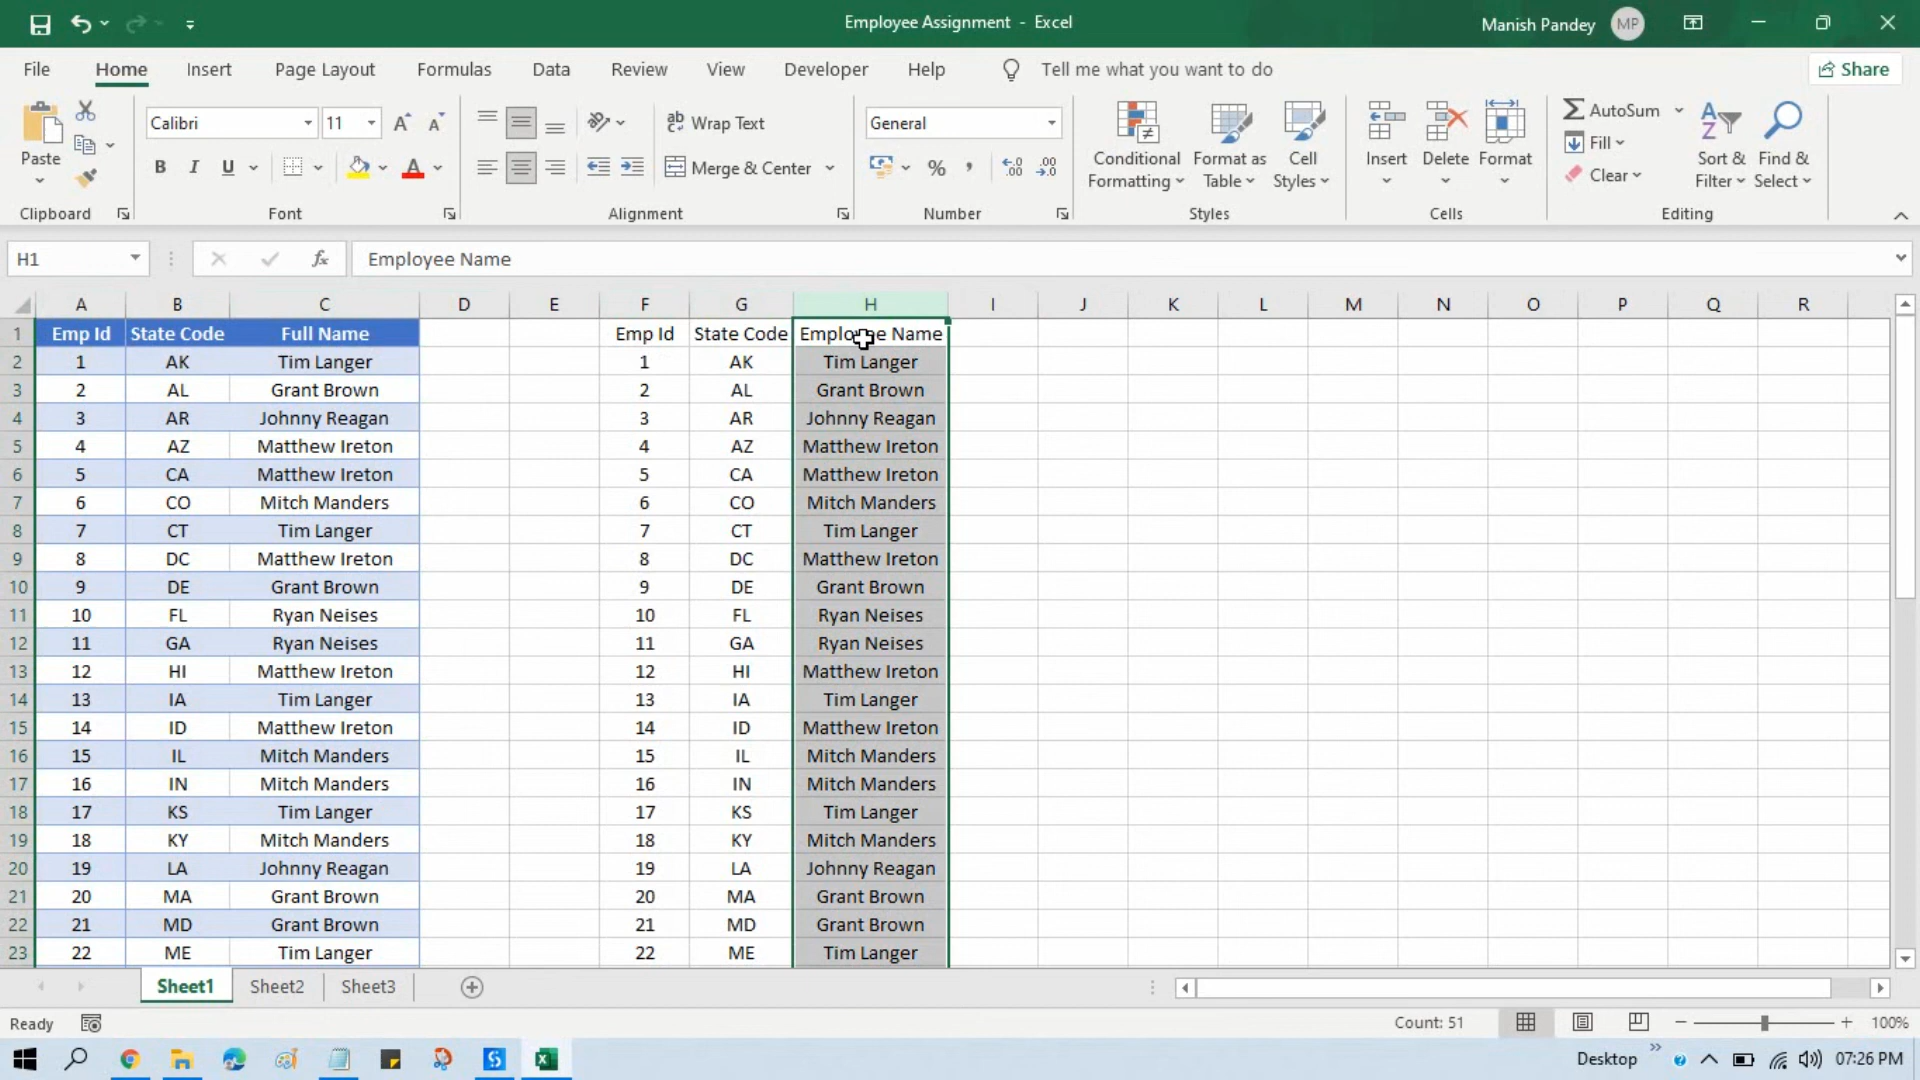 Employee Assignment - Excel
Manish Pandey MP
File Home Insert Page Layout Formulas Data Review View Developer Help Tell me what you want to do Share
Paste
Clipboard
Calibri 11
B I U
Font
Wrap Text
Merge & Center
Alignment
General
%
Number
Conditional Formatting
Format as Table
Cell Styles
Styles
Insert Delete Format
Cells
AutoSum
Fill
Clear
Sort & Filter
Find & Select
Editing
H1 fx Employee Name
A B C D E F G H I J K L M N O P Q R
1 Emp Id State Code Full Name Emp Id State Code Employee Name
2 1 AK Tim Langer 1 AK Tim Langer
3 2 AL Grant Brown 2 AL Grant Brown
4 3 AR Johnny Reagan 3 AR Johnny Reagan
5 4 AZ Matthew Ireton 4 AZ Matthew Ireton
6 5 CA Matthew Ireton 5 CA Matthew Ireton
7 6 CO Mitch Manders 6 CO Mitch Manders
8 7 CT Tim Langer 7 CT Tim Langer
9 8 DC Matthew Ireton 8 DC Matthew Ireton
10 9 DE Grant Brown 9 DE Grant Brown
11 10 FL Ryan Neises 10 FL Ryan Neises
12 11 GA Ryan Neises 11 GA Ryan Neises
13 12 HI Matthew Ireton 12 HI Matthew Ireton
14 13 IA Tim Langer 13 IA Tim Langer
15 14 ID Matthew Ireton 14 ID Matthew Ireton
16 15 IL Mitch Manders 15 IL Mitch Manders
17 16 IN Mitch Manders 16 IN Mitch Manders
18 17 KS Tim Langer 17 KS Tim Langer
19 18 KY Mitch Manders 18 KY Mitch Manders
20 19 LA Johnny Reagan 19 LA Johnny Reagan
21 20 MA Grant Brown 20 MA Grant Brown
22 21 MD Grant Brown 21 MD Grant Brown
23 22 ME Tim Langer 22 ME Tim Langer
Sheet1 Sheet2 Sheet3
Ready Count: 51 100%
Desktop 07:26 PM